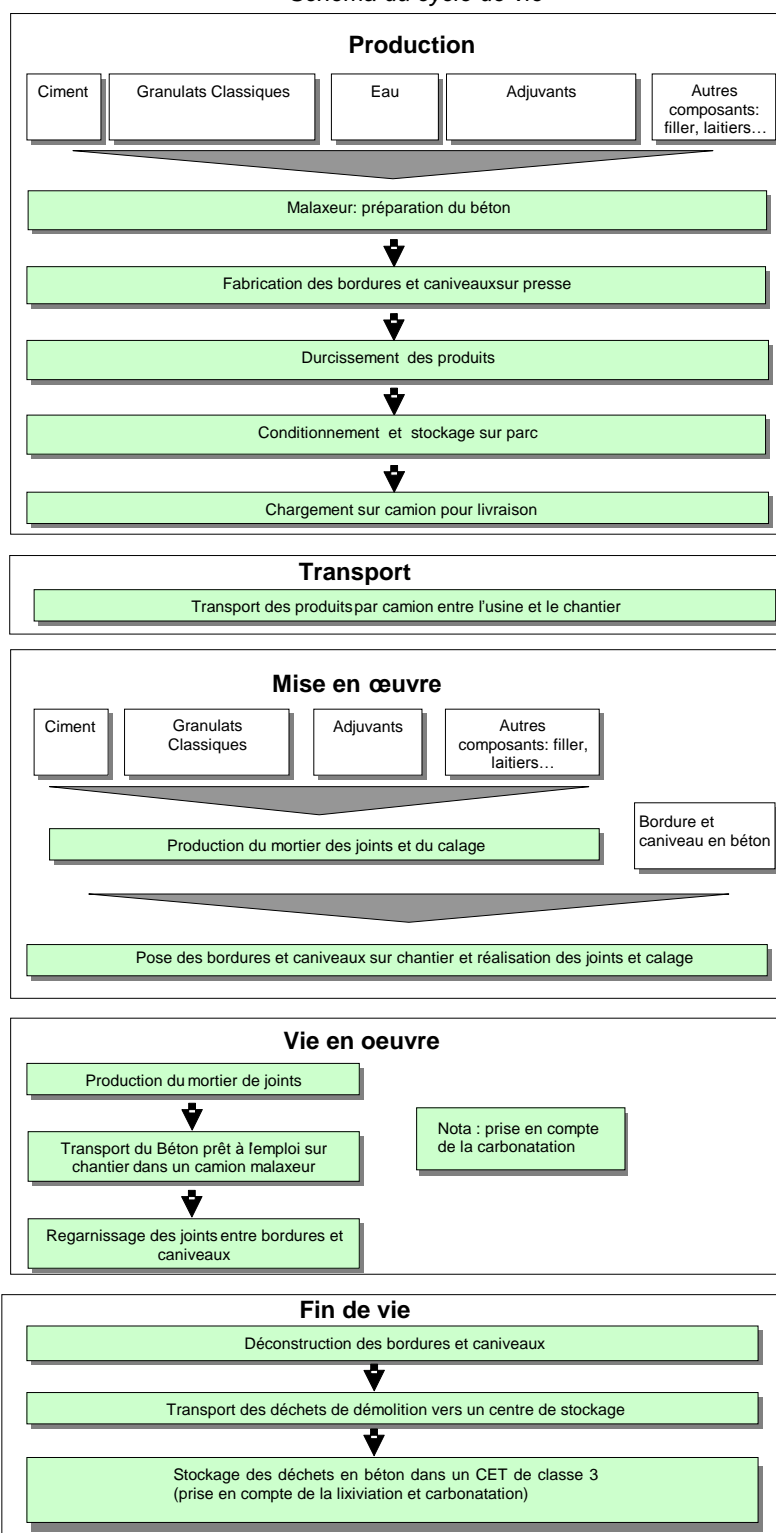 Schéma du cycle de vie
Production
Ciment
Granulats Classiques
Eau
Adjuvants
Autres
composants:
filler, laitiers…
Malaxeur: préparation du béton
Fabrication des bordures et caniveauxsur presse
Durcissement des produits
Conditionnement et stockage sur parc
Chargement sur camion pour livraison
Transport
Transport des produits par camion entre l'usine et le chantier
Mise en œuvre
Ciment
Granulats
Classiques
Adjuvants
Autres
composants: filler,
laitiers…
Production du mortier des joints et du calage
Bordure et
caniveau en béton
Pose des bordures et caniveaux sur chantier et réalisation des joints et calage
Vie en oeuvre
Production du mortier de joints
Transport du Béton prêt à l'emploi sur
chantier dans un camion malaxeur
Regarnissage des joints entre bordures et
caniveaux
Nota : prise en compte
de la carbonatation
Fin de vie
Déconstruction des bordures et caniveaux
Transport des déchets de démolition vers un centre de stockage
Stockage des déchets en béton dans un CET de classe 3
(prise en compte de la lixiviation et carbonatation)